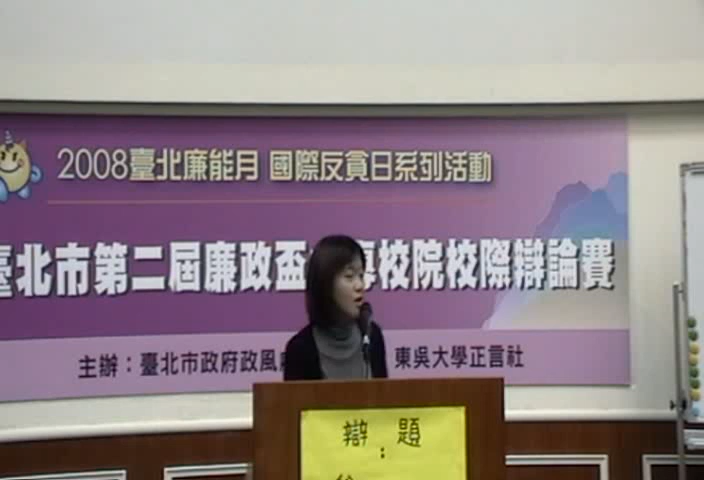 2008臺北廉能月 國際反貪日系列活動
臺北市第二屆廉政盃 專校院校際辯論賽
主辦：臺北市政府政風 東吳大學正言社
辯題：